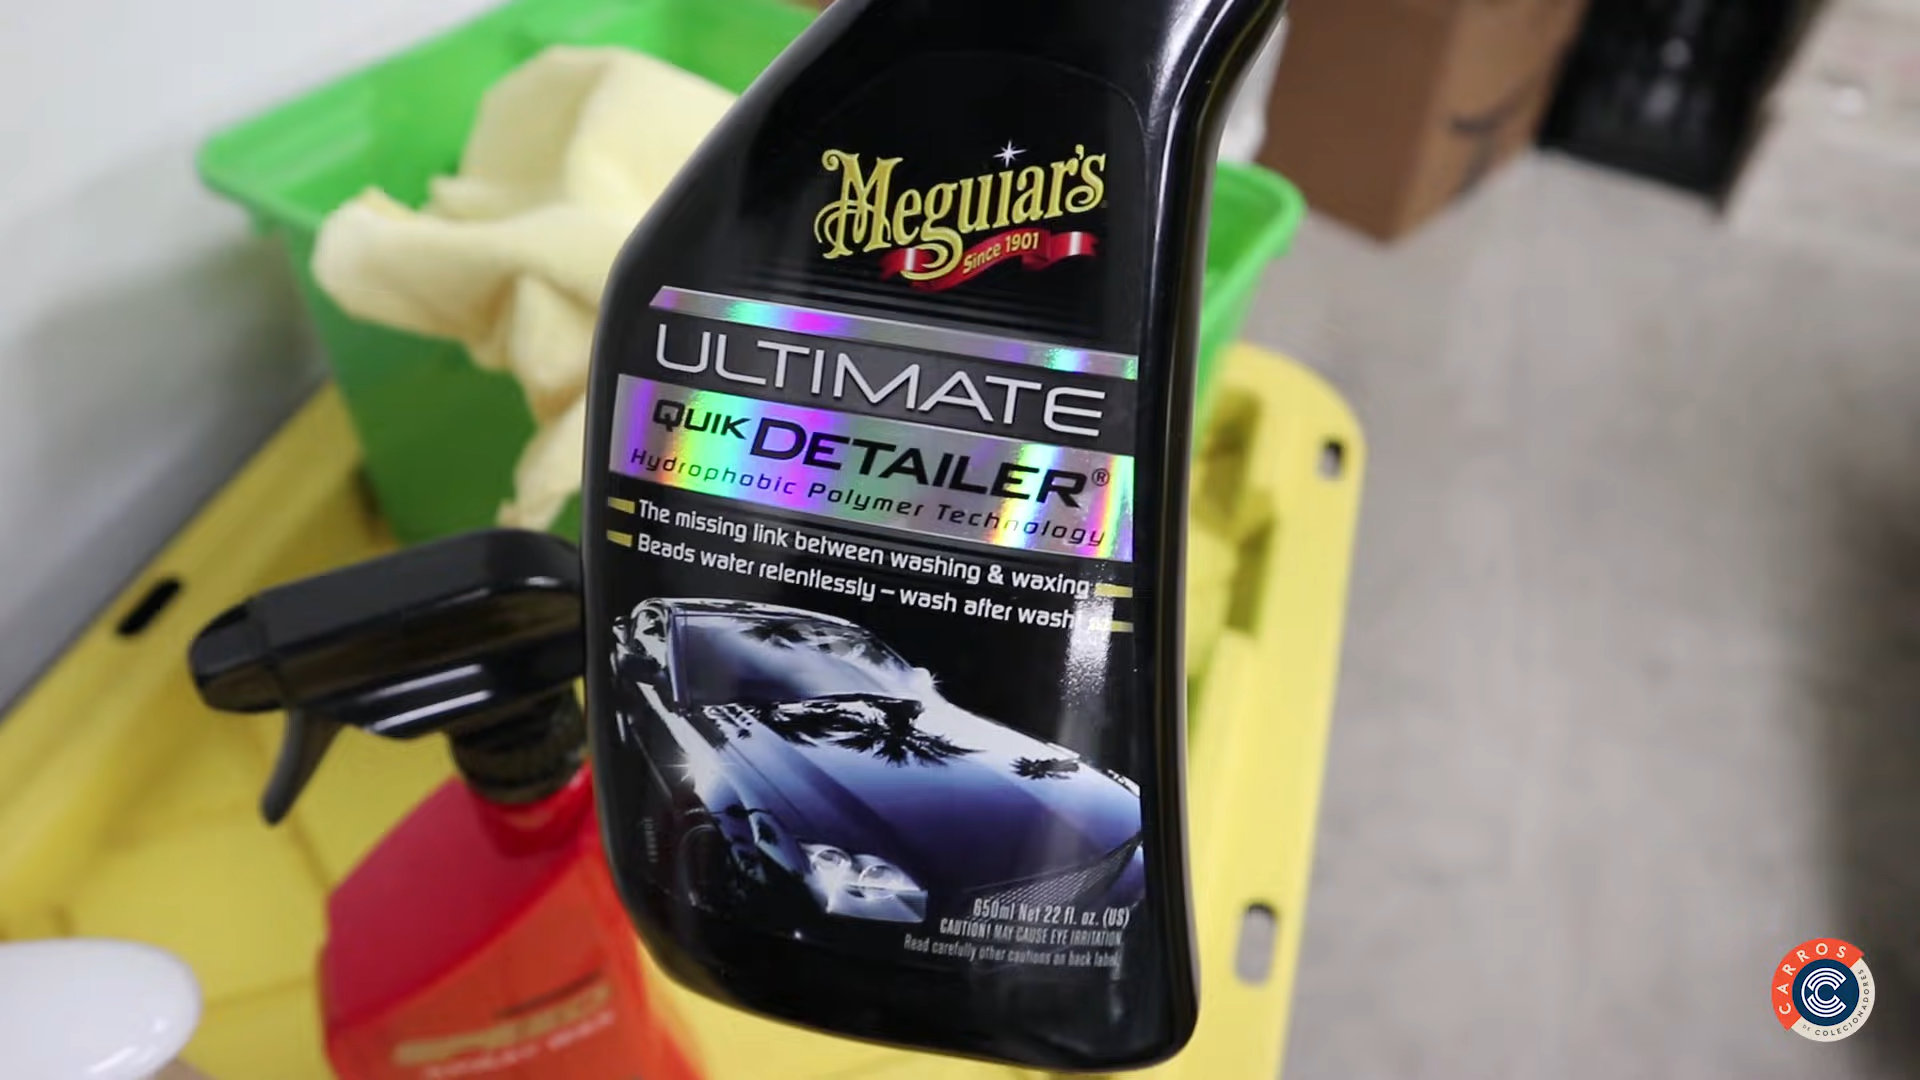 Meguiar's
Since 1901
ULTIMATE
QUIK DETAILER®
Hydrophobic Polymer Technology
The missing link between washing & waxing
Beads water relentlessly – wash after wash!
650ml Net 22 fl. oz. (US)
CAUTION! MAY CAUSE EYE IRRITATION
Read carefully other cautions on back label
CARROS
DE COLECIONADORES